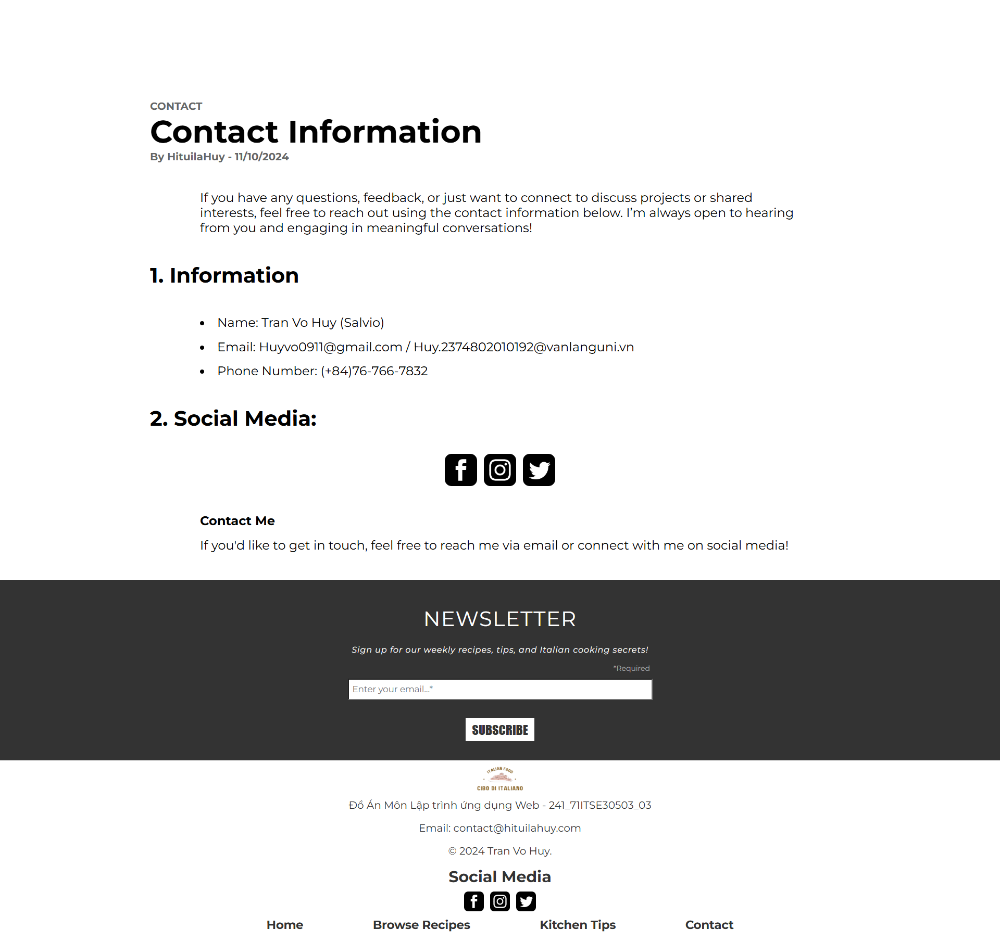 CONTACT
Contact Information
By HituilaHuy - 11/10/2024
If you have any questions, feedback, or just want to connect to discuss projects or shared
interests, feel free to reach out using the contact information below. I’m always open to hearing
from you and engaging in meaningful conversations!
1. Information
• Name: Tran Vo Huy (Salvio)
• Email: Huyvo0911@gmail.com / Huy.2374802010192@vanlanguni.vn
• Phone Number: (+84)76-766-7832
2. Social Media:
Contact Me
If you'd like to get in touch, feel free to reach me via email or connect with me on social media!
NEWSLETTER
Sign up for our weekly recipes, tips, and Italian cooking secrets!
*Required
Enter your email...*
SUBSCRIBE
ITALIAN FOOD
CIBO DI ITALIANO
Đồ Án Môn Lập trình ứng dụng Web - 241_71ITSE30503_03
Email: contact@hituilahuy.com
© 2024 Tran Vo Huy.
Social Media
Home Browse Recipes Kitchen Tips Contact